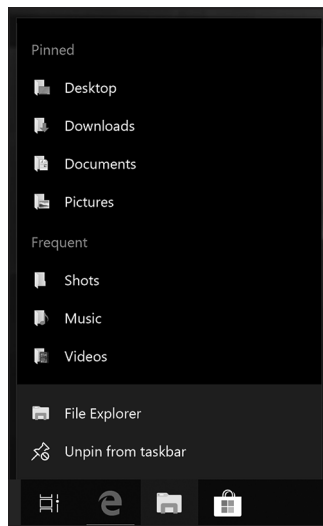 Pinned
Desktop
Downloads
Documents
Pictures
Frequent
Shots
Music
Videos
File Explorer
Unpin from taskbar